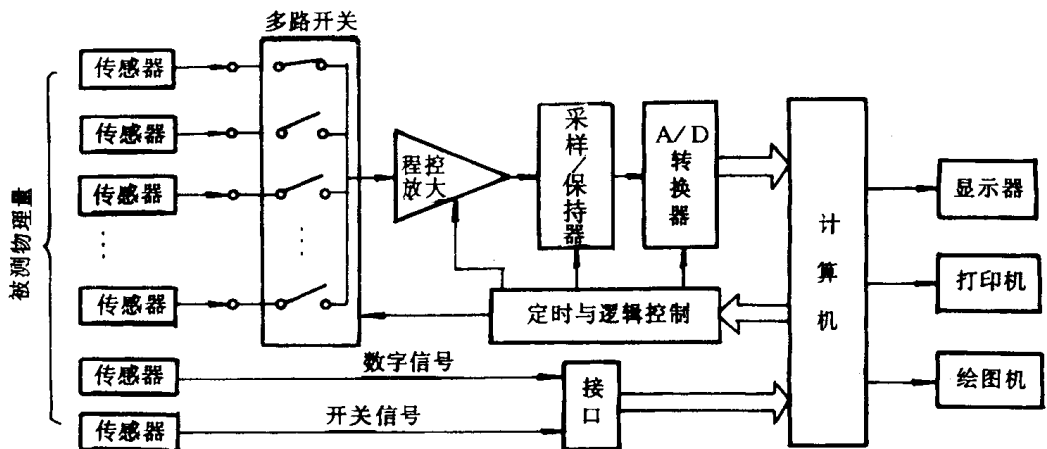 多路开关
传感器
传感器
传感器
···
传感器
传感器
传感器
被测物理量
···
程控
放大
采样/保持器
A/D
转换器
定时与逻辑控制
数字信号
开关信号
接口
计算机
显示器
打印机
绘图机